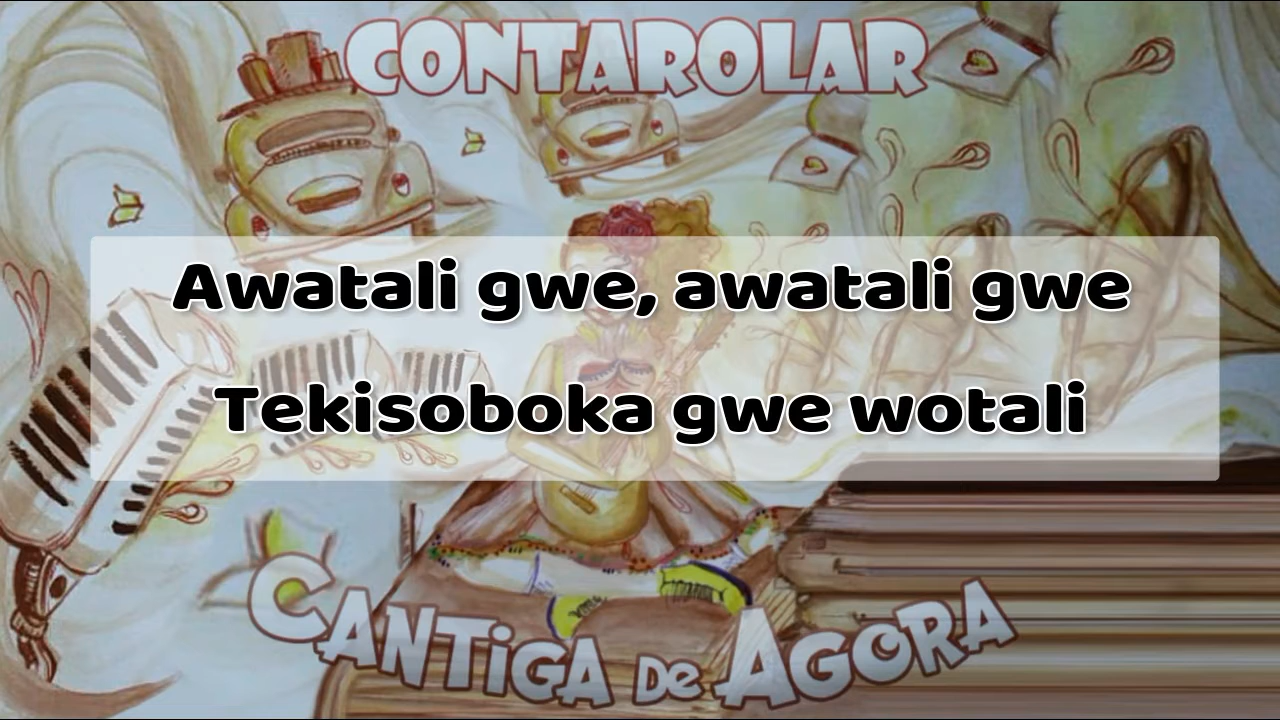 CONTAROLAR
Awatali gwe, awatali gwe
Tekisoboka gwe wotali
CANTiGA De AGORA